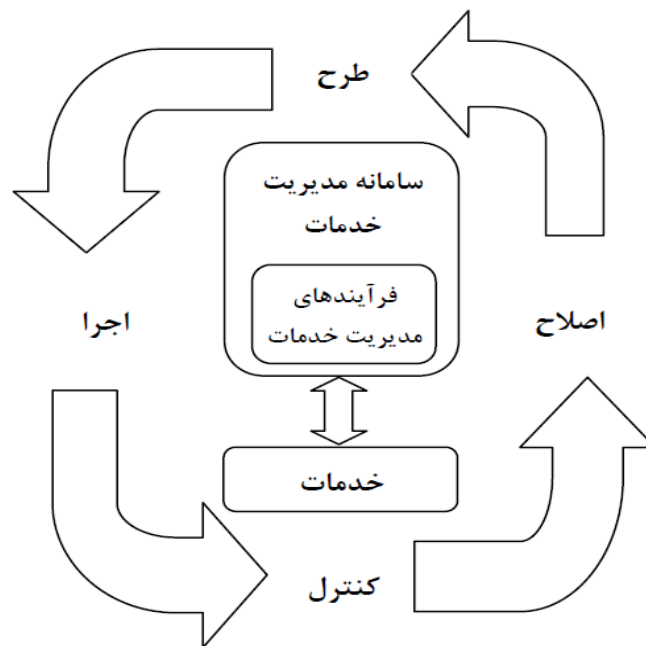 طرح
سامانه مدیریت
خدمات
فرآیندهای
مدیریت خدمات
اجرا
اصلاح
خدمات
کنترل